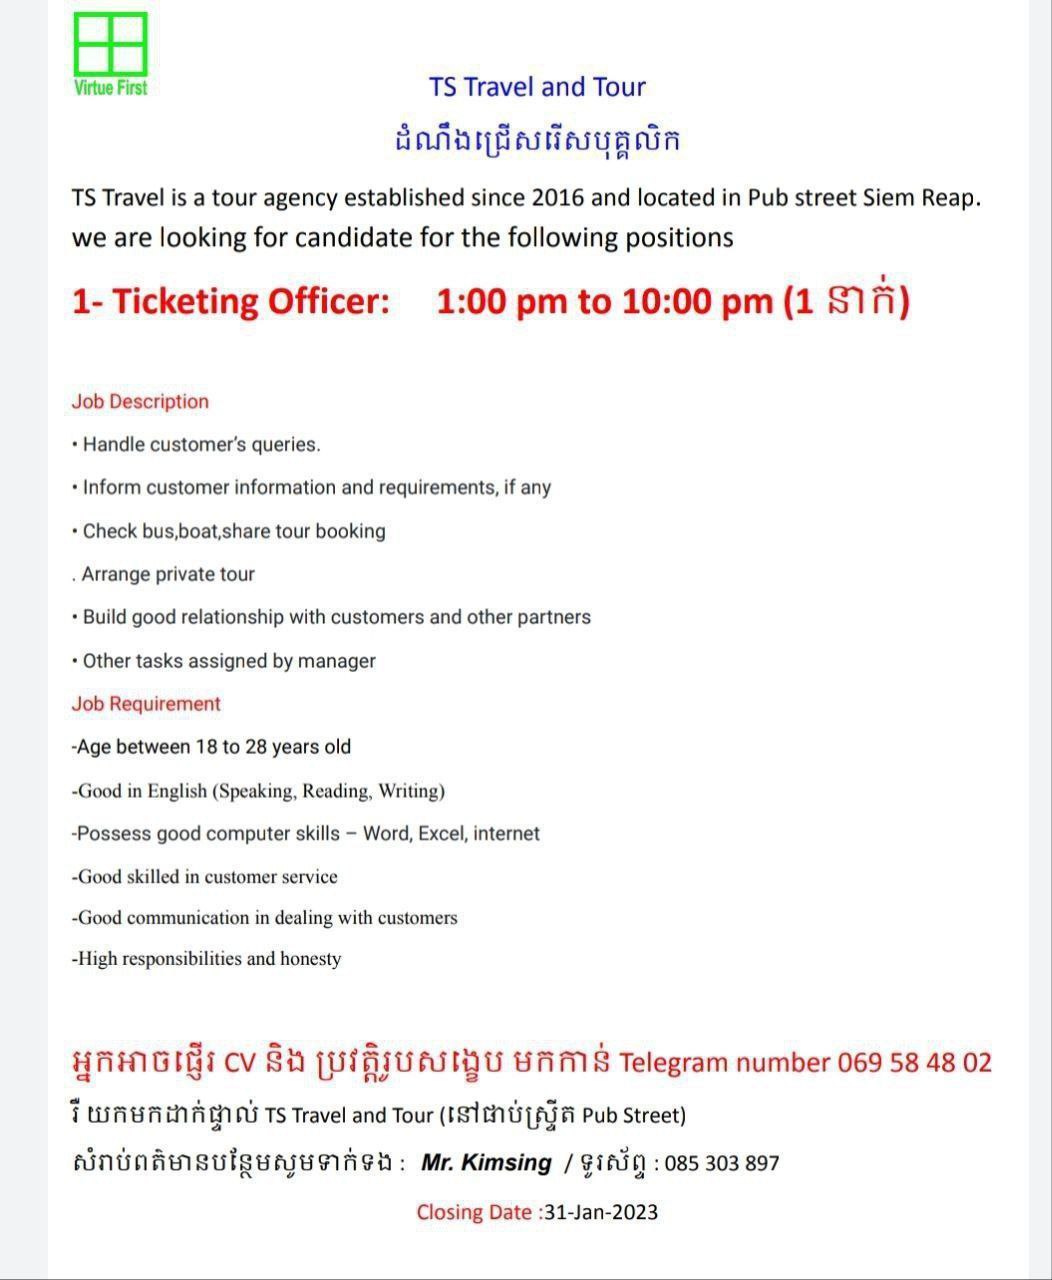 Virtue First
TS Travel and Tour
ដំណឹងជ្រើសរើសបុគ្គលិក
TS Travel is a tour agency established since 2016 and located in Pub street Siem Reap.
we are looking for candidate for the following positions
1- Ticketing Officer: 1:00 pm to 10:00 pm (1 នាក់)
Job Description
• Handle customer’s queries.
• Inform customer information and requirements, if any
• Check bus,boat,share tour booking
. Arrange private tour
• Build good relationship with customers and other partners
• Other tasks assigned by manager
Job Requirement
-Age between 18 to 28 years old
-Good in English (Speaking, Reading, Writing)
-Possess good computer skills – Word, Excel, internet
-Good skilled in customer service
-Good communication in dealing with customers
-High responsibilities and honesty
អ្នកអាចផ្ញើរ CV និង ប្រវត្តិរូបសង្ខេប មកកាន់ Telegram number 069 58 48 02
រឺ យកមកដាក់ផ្ទាល់ TS Travel and Tour (នៅជាប់ស្ទ្រីត Pub Street)
សំរាប់ពត៌មានបន្ថែមសូមទាក់ទង : Mr. Kimsing / ទូរស័ព្ទ : 085 303 897
Closing Date :31-Jan-2023